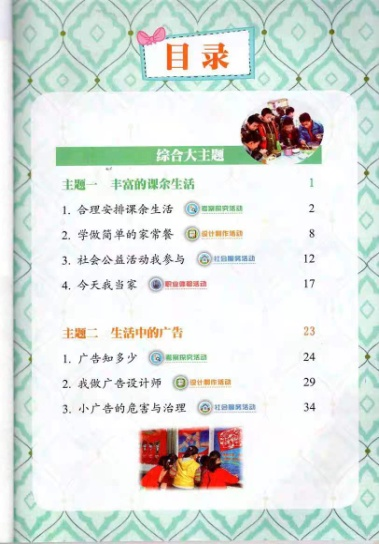 目录
综合大主题
主题一 丰富的课余生活 1
1. 合理安排课余生活 考察探究活动 2
2. 学做简单的家常餐 设计制作活动 8
3. 社会公益活动我参与 社会服务活动 12
4. 今天我当家 职业体验活动 17
主题二 生活中的广告 23
1. 广告知多少 考察探究活动 24
2. 我做广告设计师 设计制作活动 29
3. 小广告的危害与治理 社会服务活动 34